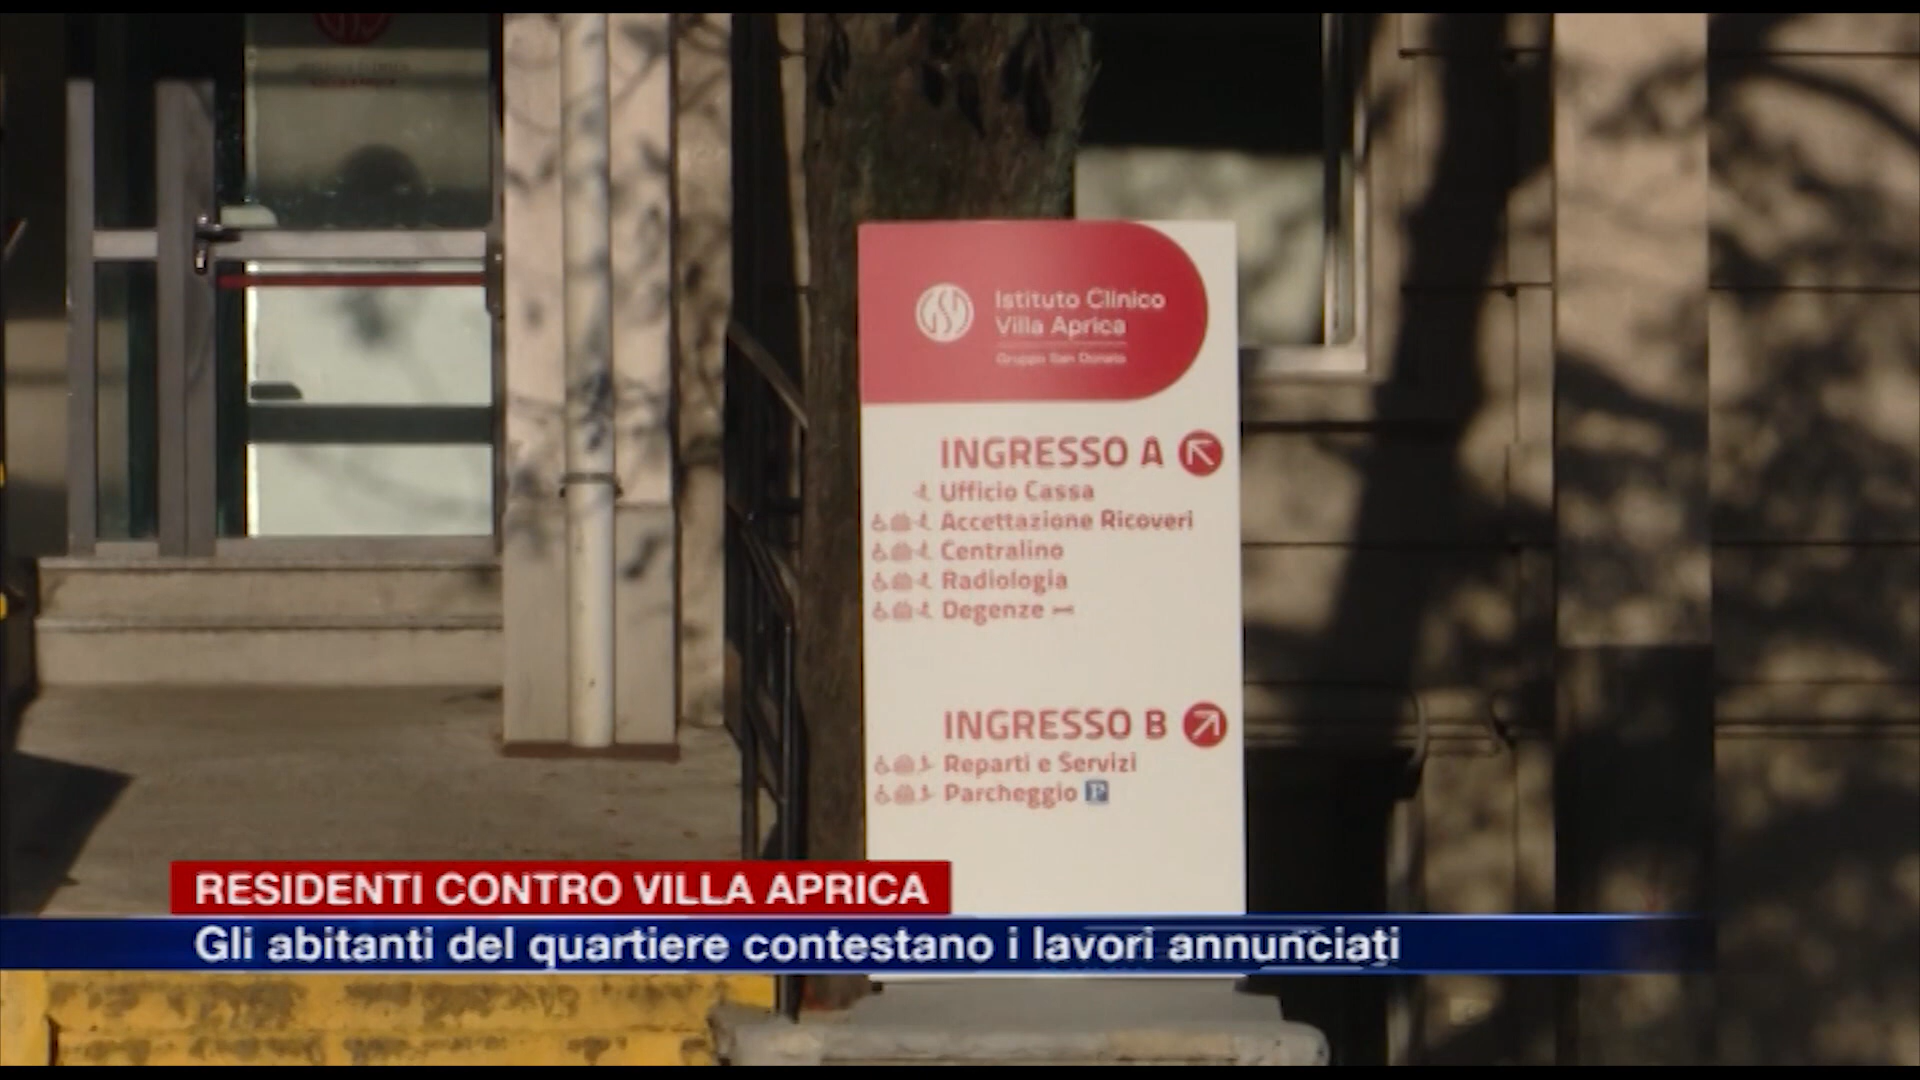 Istituto Clinico
Villa Aprica
Gruppo San Donato
INGRESSO A
Ufficio Cassa
Accettazione Ricoveri
Centralino
Radiologia
Degenze
INGRESSO B
Reparti e Servizi
Parcheggio P
RESIDENTI CONTRO VILLA APRICA
Gli abitanti del quartiere contestano i lavori annunciati